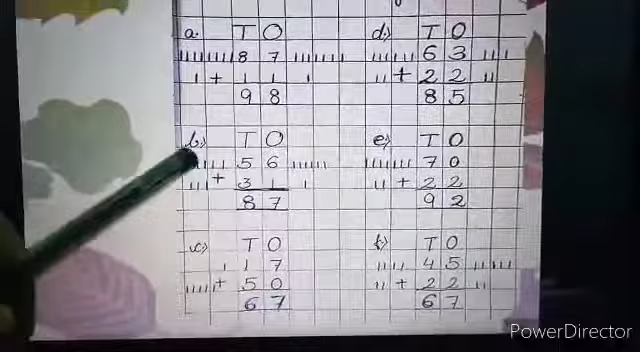 a. T O
8 7
+ 1 1
9 8
b.) T O
5 6
+ 3 1
8 7
c.) T O
1 7
+ 5 0
6 7
d.) T O
6 3
+ 2 2
8 5
e.) T O
7 0
+ 2 2
9 2
f.) T O
4 5
+ 2 2
6 7
PowerDirector